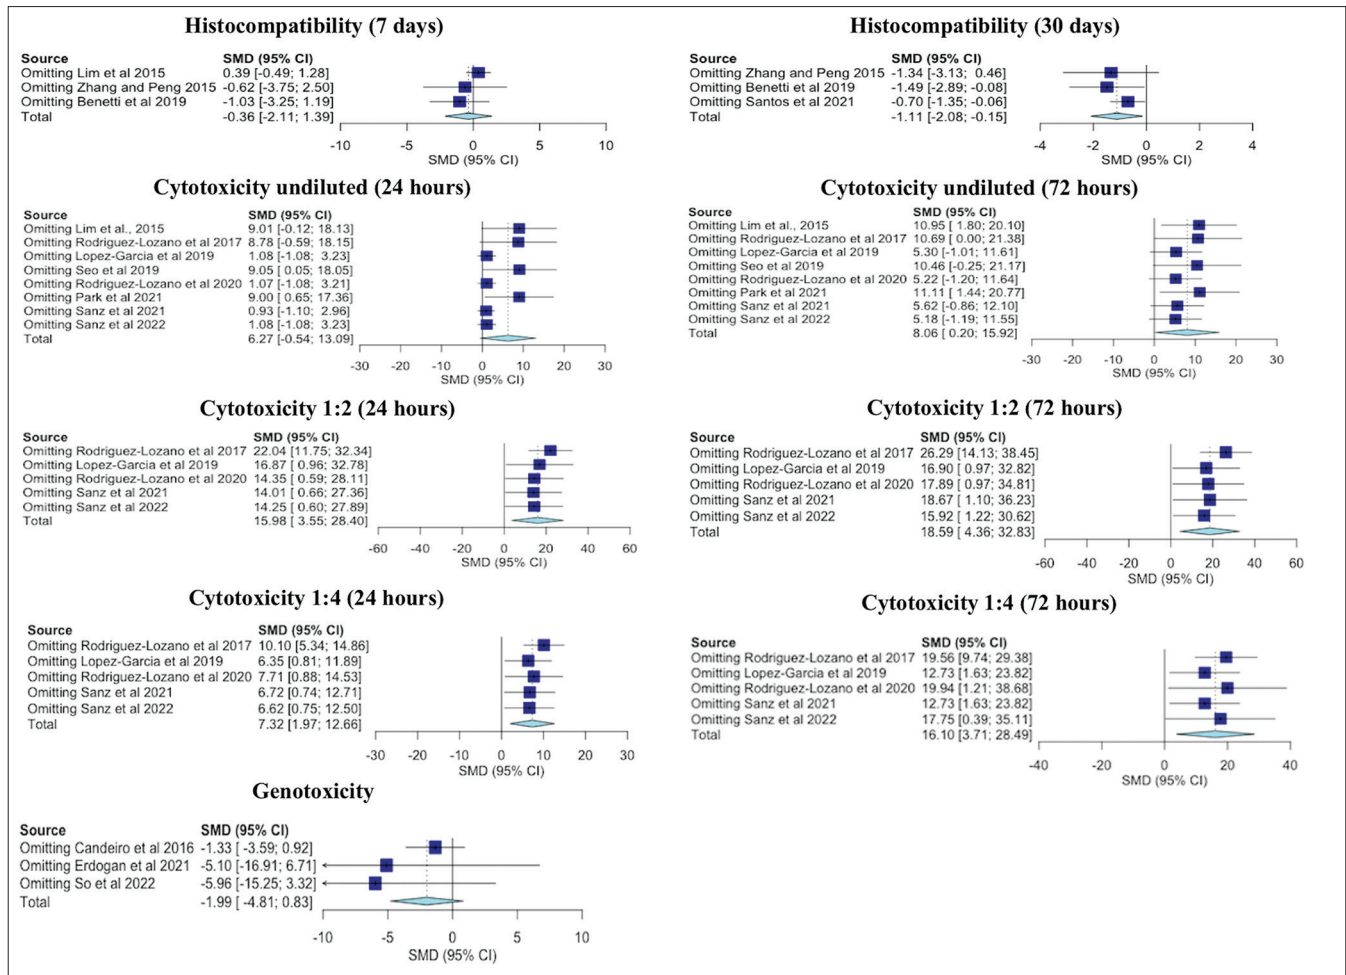 Histocompatibility (7 days)
Source SMD (95% CI)
Omitting Lim et al 2015 0.39 [-0.49; 1.28]
Omitting Zhang and Peng 2015 -0.62 [-3.75; 2.50]
Omitting Benetti et al 2019 -1.03 [-3.25; 1.19]
Total -0.36 [-2.11; 1.39]
-10 -5 0 5 10
SMD (95% CI)
Histocompatibility (30 days)
Source SMD (95% CI)
Omitting Zhang and Peng 2015 -1.34 [-3.13; 0.46]
Omitting Benetti et al 2019 -1.49 [-2.89; -0.08]
Omitting Santos et al 2021 -0.70 [-1.35; -0.06]
Total -1.11 [-2.08; -0.15]
-4 -2 0 2 4
SMD (95% CI)
Cytotoxicity undiluted (24 hours)
Source SMD (95% CI)
Omitting Lim et al., 2015 9.01 [-0.12; 18.13]
Omitting Rodriguez-Lozano et al 2017 8.78 [-0.59; 18.15]
Omitting Lopez-Garcia et al 2019 1.08 [-1.08; 3.23]
Omitting Seo et al 2019 9.05 [0.05; 18.05]
Omitting Rodriguez-Lozano et al 2020 1.07 [-1.08; 3.21]
Omitting Park et al 2021 9.00 [0.65; 17.36]
Omitting Sanz et al 2021 0.93 [-1.10; 2.96]
Omitting Sanz et al 2022 1.08 [-1.08; 3.23]
Total 6.27 [-0.54; 13.09]
-30 -20 -10 0 10 20 30
SMD (95% CI)
Cytotoxicity undiluted (72 hours)
Source SMD (95% CI)
Omitting Lim et al., 2015 10.95 [ 1.80; 20.10]
Omitting Rodriguez-Lozano et al 2017 10.69 [ 0.00; 21.38]
Omitting Lopez-Garcia et al 2019 5.30 [-1.01; 11.61]
Omitting Seo et al 2019 10.46 [-0.25; 21.17]
Omitting Rodriguez-Lozano et al 2020 5.22 [-1.20; 11.64]
Omitting Park et al 2021 11.11 [ 1.44; 20.77]
Omitting Sanz et al 2021 5.62 [-0.86; 12.10]
Omitting Sanz et al 2022 5.18 [-1.19; 11.55]
Total 8.06 [ 0.20; 15.92]
-30 -20 -10 0 10 20 30
SMD (95% CI)
Cytotoxicity 1:2 (24 hours)
Source SMD (95% CI)
Omitting Rodriguez-Lozano et al 2017 22.04 [11.75; 32.34]
Omitting Lopez-Garcia et al 2019 16.87 [ 0.96; 32.78]
Omitting Rodriguez-Lozano et al 2020 14.35 [ 0.59; 28.11]
Omitting Sanz et al 2021 14.01 [ 0.66; 27.36]
Omitting Sanz et al 2022 14.25 [ 0.60; 27.89]
Total 15.98 [ 3.55; 28.40]
-60 -40 -20 0 20 40 60
SMD (95% CI)
Cytotoxicity 1:2 (72 hours)
Source SMD (95% CI)
Omitting Rodriguez-Lozano et al 2017 26.29 [14.13; 38.45]
Omitting Lopez-Garcia et al 2019 16.90 [ 0.97; 32.82]
Omitting Rodriguez-Lozano et al 2020 17.89 [ 0.97; 34.81]
Omitting Sanz et al 2021 18.67 [ 1.10; 36.23]
Omitting Sanz et al 2022 15.92 [ 1.22; 30.62]
Total 18.59 [ 4.36; 32.83]
-60 -40 -20 0 20 40 60
SMD (95% CI)
Cytotoxicity 1:4 (24 hours)
Source SMD (95% CI)
Omitting Rodriguez-Lozano et al 2017 10.10 [5.34; 14.86]
Omitting Lopez-Garcia et al 2019 6.35 [0.81; 11.89]
Omitting Rodriguez-Lozano et al 2020 7.71 [0.88; 14.53]
Omitting Sanz et al 2021 6.72 [0.74; 12.71]
Omitting Sanz et al 2022 6.62 [0.75; 12.50]
Total 7.32 [1.97; 12.66]
-30 -20 -10 0 10 20 30
SMD (95% CI)
Cytotoxicity 1:4 (72 hours)
Source SMD (95% CI)
Omitting Rodriguez-Lozano et al 2017 19.56 [9.74; 29.38]
Omitting Lopez-Garcia et al 2019 12.73 [1.63; 23.82]
Omitting Rodriguez-Lozano et al 2020 19.94 [1.21; 38.68]
Omitting Sanz et al 2021 12.73 [1.63; 23.82]
Omitting Sanz et al 2022 17.75 [0.39; 35.11]
Total 16.10 [3.71; 28.49]
-40 -20 0 20 40
SMD (95% CI)
Genotoxicity
Source SMD (95% CI)
Omitting Candeiro et al 2016 -1.33 [ -3.59; 0.92]
Omitting Erdogan et al 2021 -5.10 [-16.91; 6.71]
Omitting So et al 2022 -5.96 [-15.25; 3.32]
Total -1.99 [ -4.81; 0.83]
-10 -5 0 5 10
SMD (95% CI)